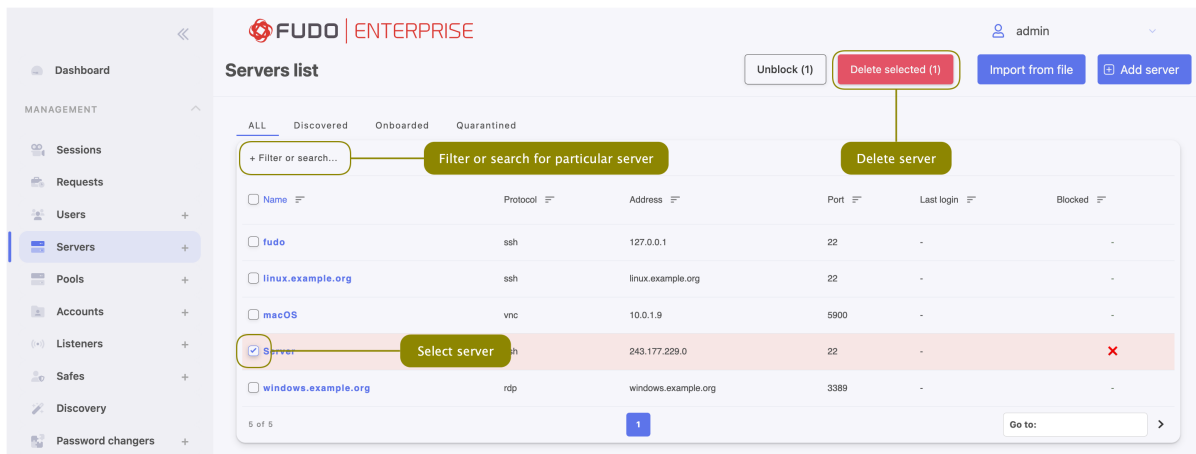 FUDO ENTERPRISE
admin
Dashboard
Servers list
Unblock (1)
Delete selected (1)
Import from file
Add server
MANAGEMENT
ALL Discovered Onboarded Quarantined
Sessions
+ Filter or search...
Filter or search for particular server
Delete server
Requests
Name Protocol Address Port Last login Blocked
Users +
Servers +
fudo ssh 127.0.0.1 22 - -
Pools +
linux.example.org ssh linux.example.org 22 - -
Accounts +
macOS vnc 10.0.1.9 5900 - -
Listeners +
Server Select server h 243.177.229.0 22 -
Safes +
windows.example.org rdp windows.example.org 3389 - -
Discovery
5 of 5 1 Go to:
Password changers +